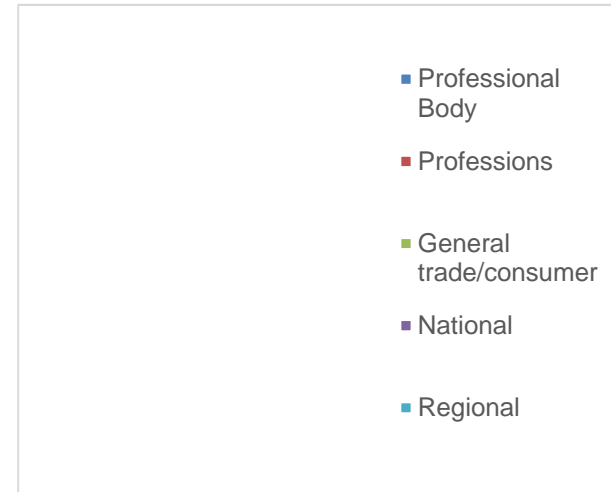 Professional
Body
Professions
General
trade/consumer
National
Regional